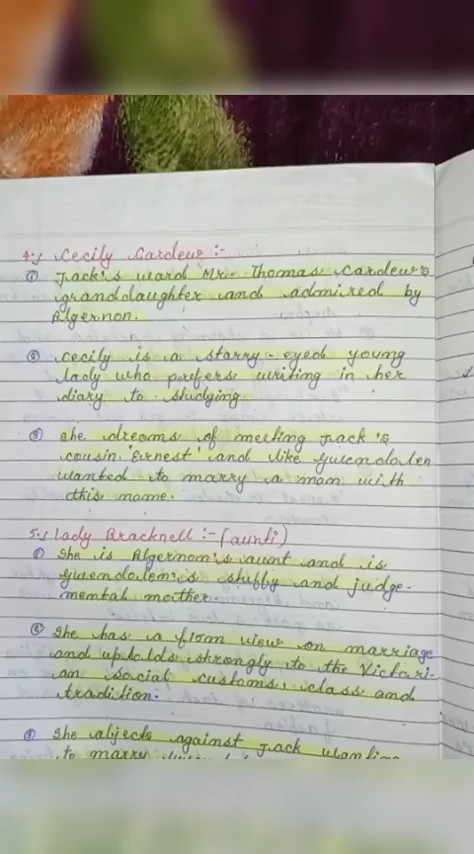 4:-) Cecily Cardew :-
① Jack's ward Mr. Thomas Cardew's
granddaughter and admired by
Algernon.
② Cecily is a starry-eyed young
lady who prefers writing in her
diary to studying.
③ She dreams of meeting Jack's
cousin 'Ernest' and like Gwendolen
wanted to marry a man with
this name.
5:-) Lady Bracknell :- (aunti)
① She is Algernon's aunt and is
Gwendolen's and judge-
mental mother.
② She has a view on marriage
and upholds strongly to the Victori-
an social customs, class and
tradition.
③ She objects against Jack
to marry